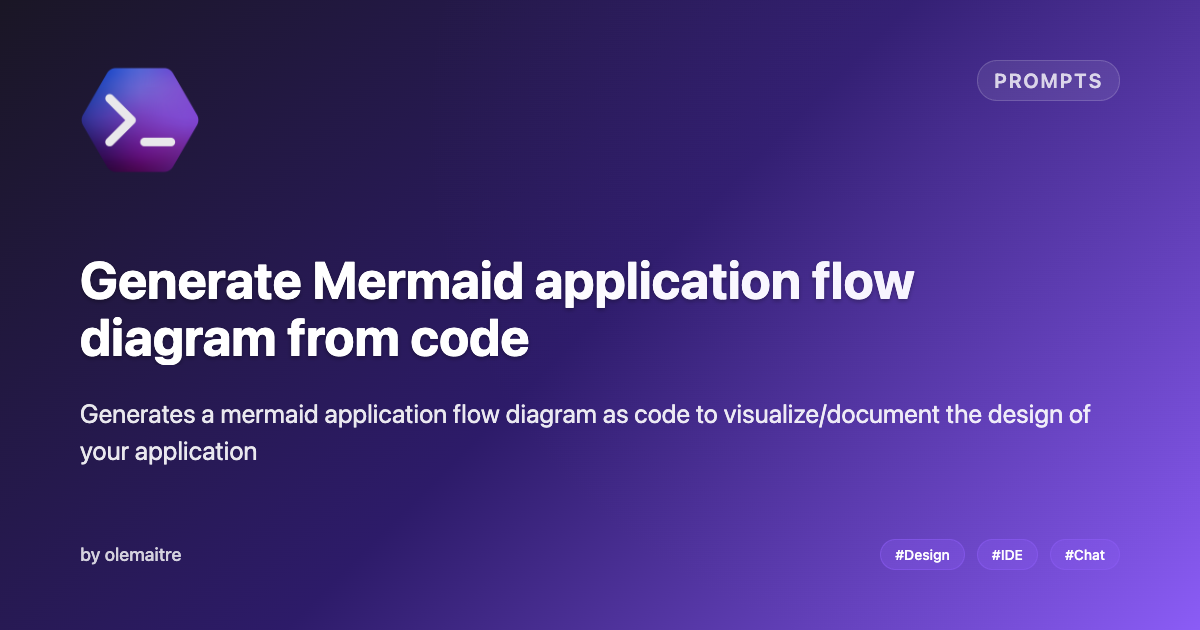 PROMPTS
Generate Mermaid application flow
diagram from code
Generates a mermaid application flow diagram as code to visualize/document the design of
your application
by olemaitre
#Design
#IDE
#Chat